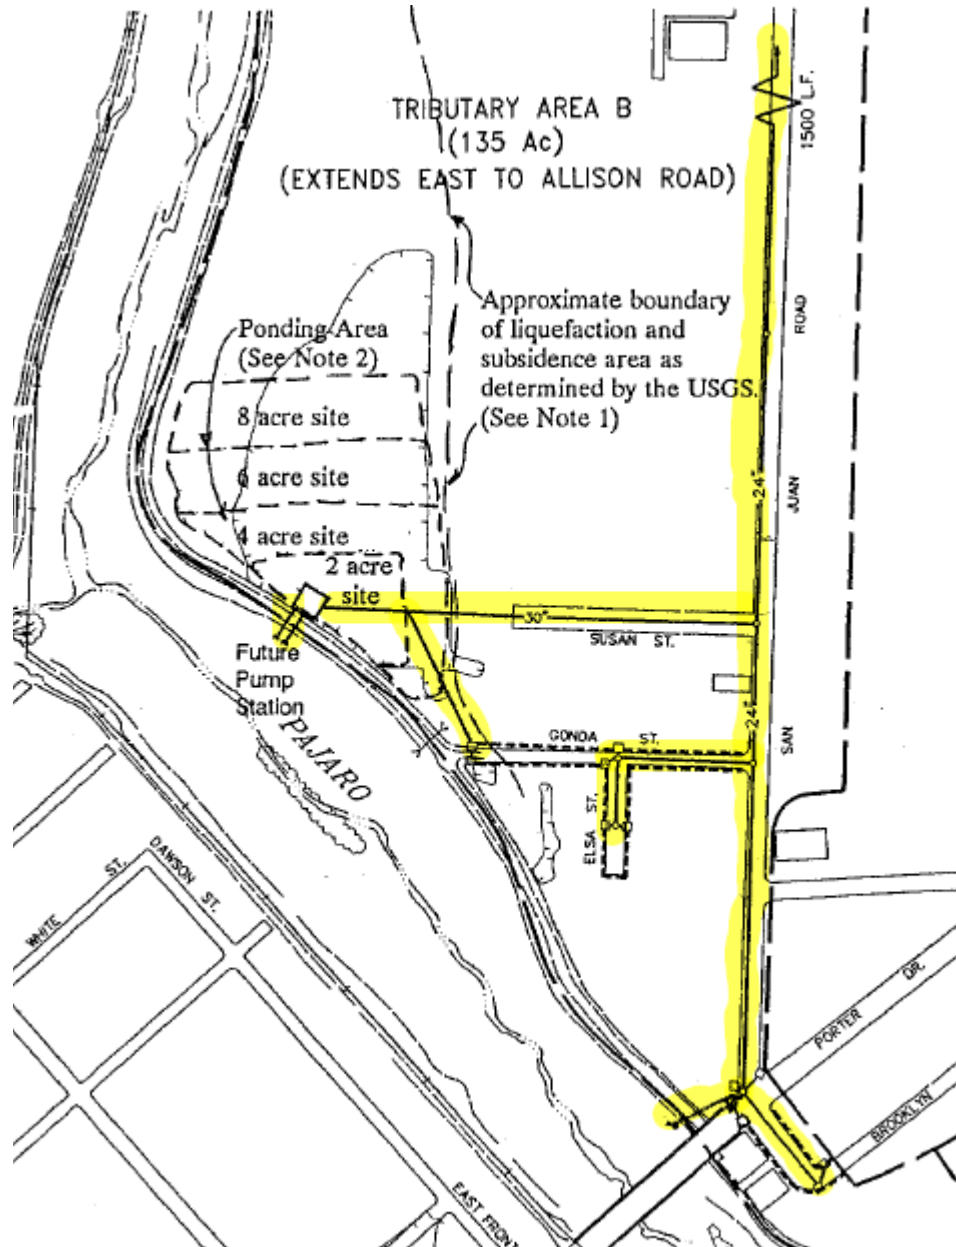 TRIBUTARY AREA B
(135 Ac)
(EXTENDS EAST TO ALLISON ROAD)
1500 L.F.
Approximate boundary
of liquefaction and
subsidence area as
determined by the USGS.
(See Note 1)
Ponding Area
(See Note 2)
8 acre site
6 acre site
4 acre site
2 acre
site
ROAD
JUAN
SAN
24"
30"
SUSAN ST.
24"
Future
Pump
Station
PAJARO
GONDA ST.
ELSA ST.
WHITE ST.
DAWSON ST.
PORTER DR.
BROOKLYN
EAST FRONT